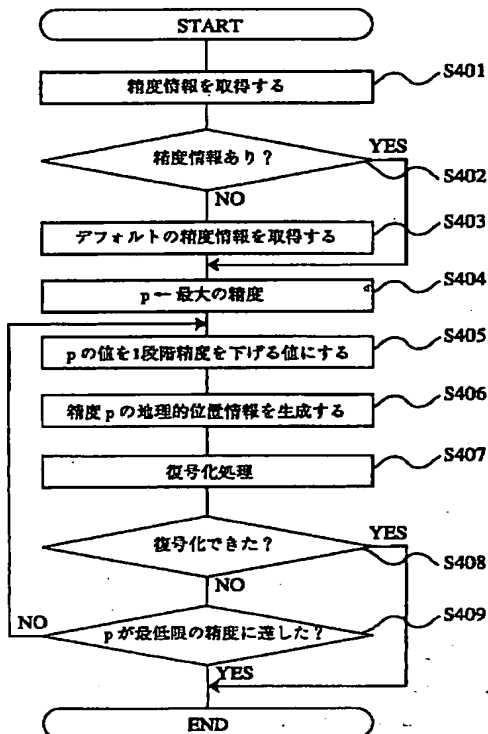 START
精度情報を取得する
S401
精度情報あり？
YES
S402
NO
デフォルトの精度情報を取得する
S403
p ← 最大の精度
S404
p の値を1段階精度を下げる値にする
S405
精度 p の地理的位置情報を生成する
S406
復号化処理
S407
復号化できた？
YES
S408
NO
p が最低限の精度に達した？
NO
S409
YES
END